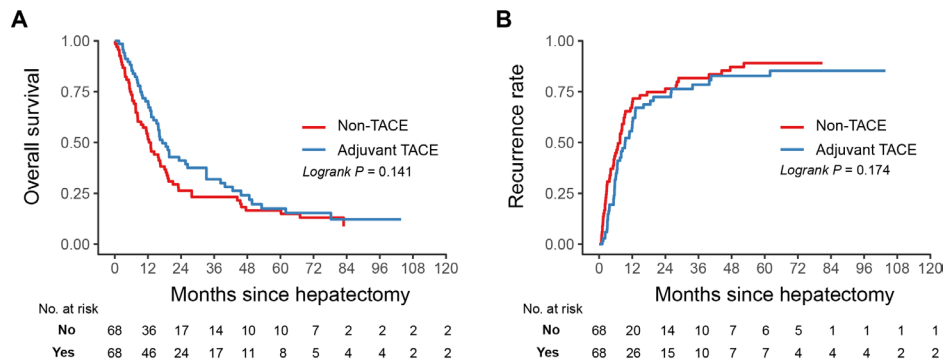 A
Overall survival
1.00
0.75
0.50
0.25
0.00
Non-TACE
Adjuvant TACE
Logrank P = 0.141
0 12 24 36 48 60 72 84 96 108 120
Months since hepatectomy
No. at risk
No 68 36 17 14 10 10 7 2 2 2 2
Yes 68 46 24 17 11 8 5 4 4 2 2
B
Recurrence rate
1.00
0.75
0.50
0.25
0.00
Non-TACE
Adjuvant TACE
Logrank P = 0.174
0 12 24 36 48 60 72 84 96 108 120
Months since hepatectomy
No. at risk
No 68 20 14 10 7 6 5 1 1 1 1
Yes 68 26 15 10 7 7 4 4 4 2 2